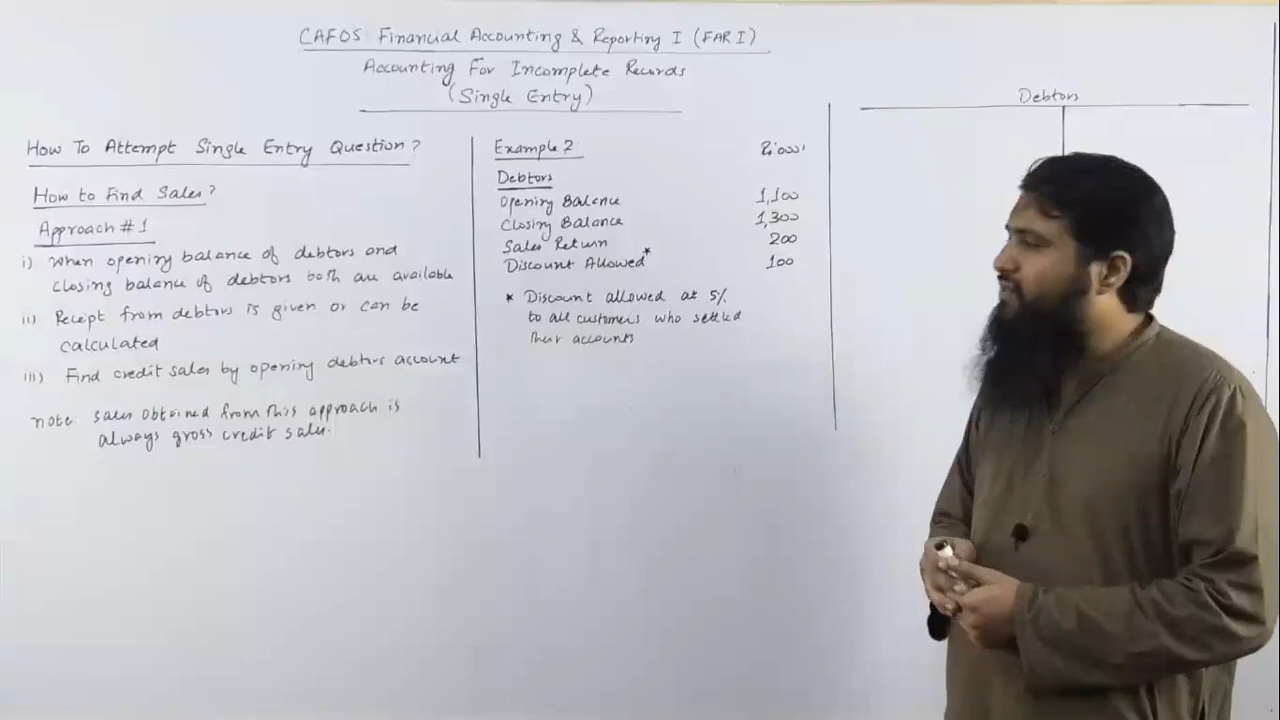 CAFO5 Financial Accounting & Reporting I (FAR I)
Accounting For Incomplete Records
(Single Entry)
How To Attempt Single Entry Question?
How to Find Sales?
Approach # 1
i) when opening balance of debtors and
closing balance of debtors both are available
ii) Receipt from debtors is given or can be
calculated
iii) Find credit sales by opening debtors account
note: sales obtained from this approach is
always gross credit sales.
Example 2
Rs.'000'
Debtors
Opening Balance 1,100
Closing Balance 1,300
Sales Return 200
Discount Allowed* 100
* Discount allowed at 5%
to all customers who settled
their accounts
Debtors